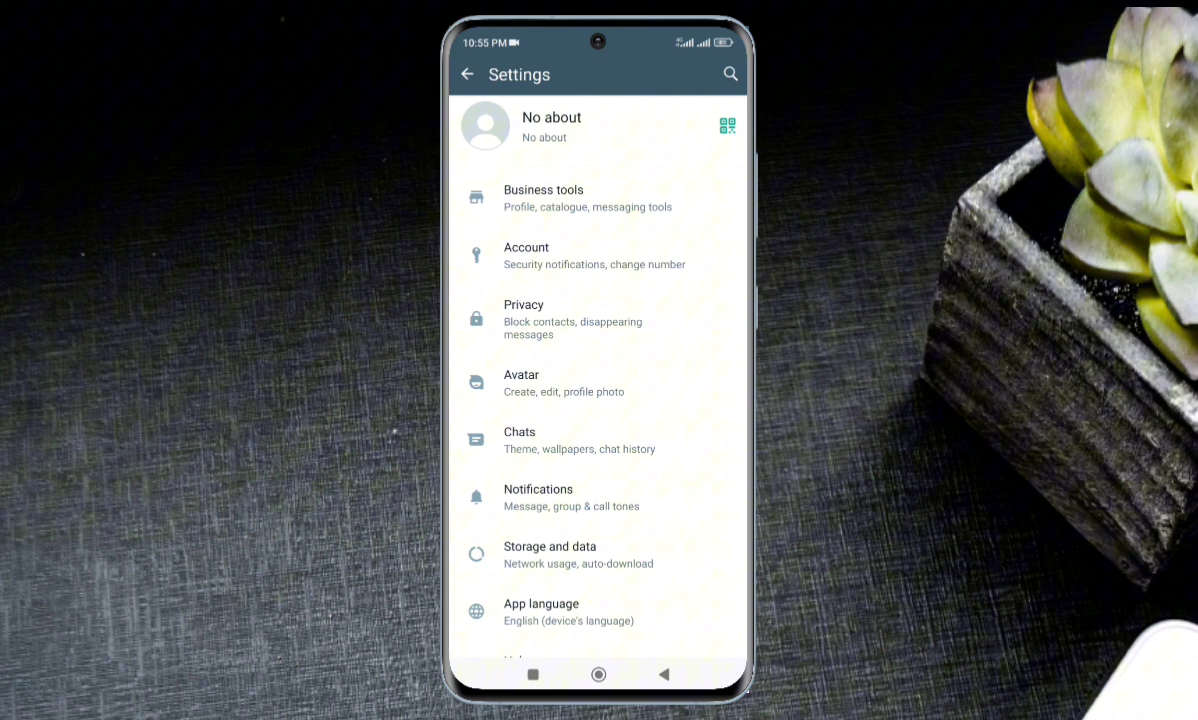 10:55 PM
Settings
No about
No about
Business tools
Profile, catalogue, messaging tools
Account
Security notifications, change number
Privacy
Block contacts, disappearing
messages
Avatar
Create, edit, profile photo
Chats
Theme, wallpapers, chat history
Notifications
Message, group & call tones
Storage and data
Network usage, auto-download
App language
English (device's language)